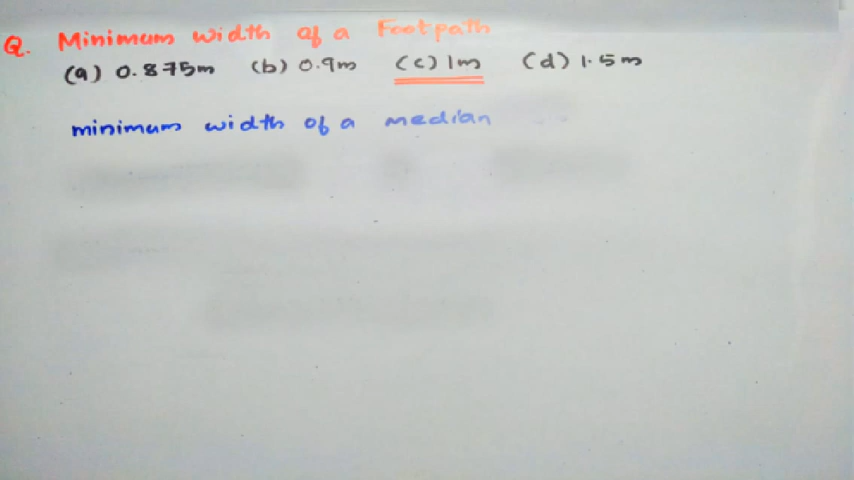 Q. Minimum width of a Footpath
(a) 0.875m (b) 0.9m (c) 1m (d) 1.5m
minimum width of a median